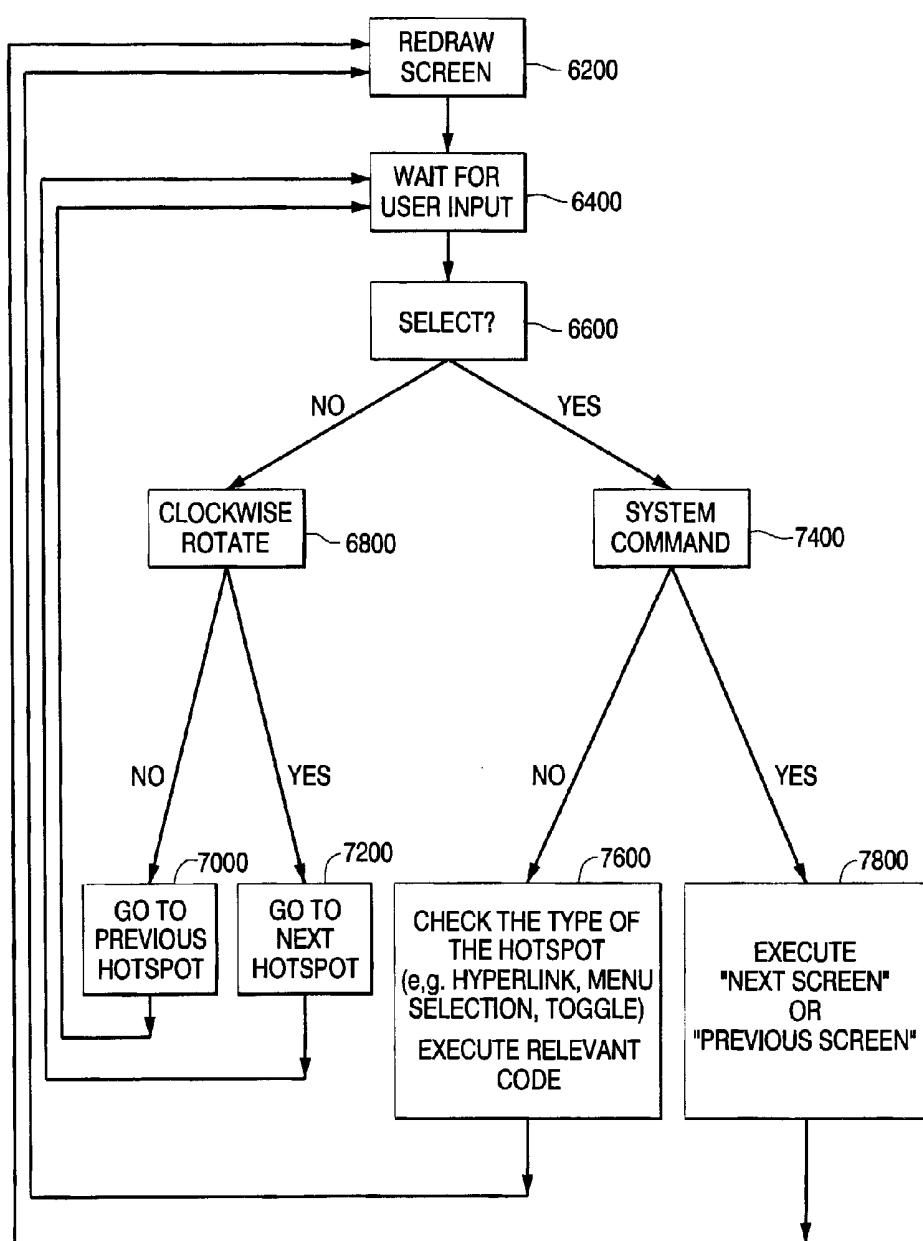 REDRAW
SCREEN
6200
WAIT FOR
USER INPUT
6400
SELECT?
6600
NO
YES
CLOCKWISE
ROTATE
6800
SYSTEM
COMMAND
7400
NO
YES
NO
YES
7000
7200
7600
7800
GO TO
PREVIOUS
HOTSPOT
GO TO
NEXT
HOTSPOT
CHECK THE TYPE OF
THE HOTSPOT
(e,g. HYPERLINK, MENU
SELECTION, TOGGLE)
EXECUTE RELEVANT
CODE
EXECUTE
"NEXT SCREEN"
OR
"PREVIOUS SCREEN"